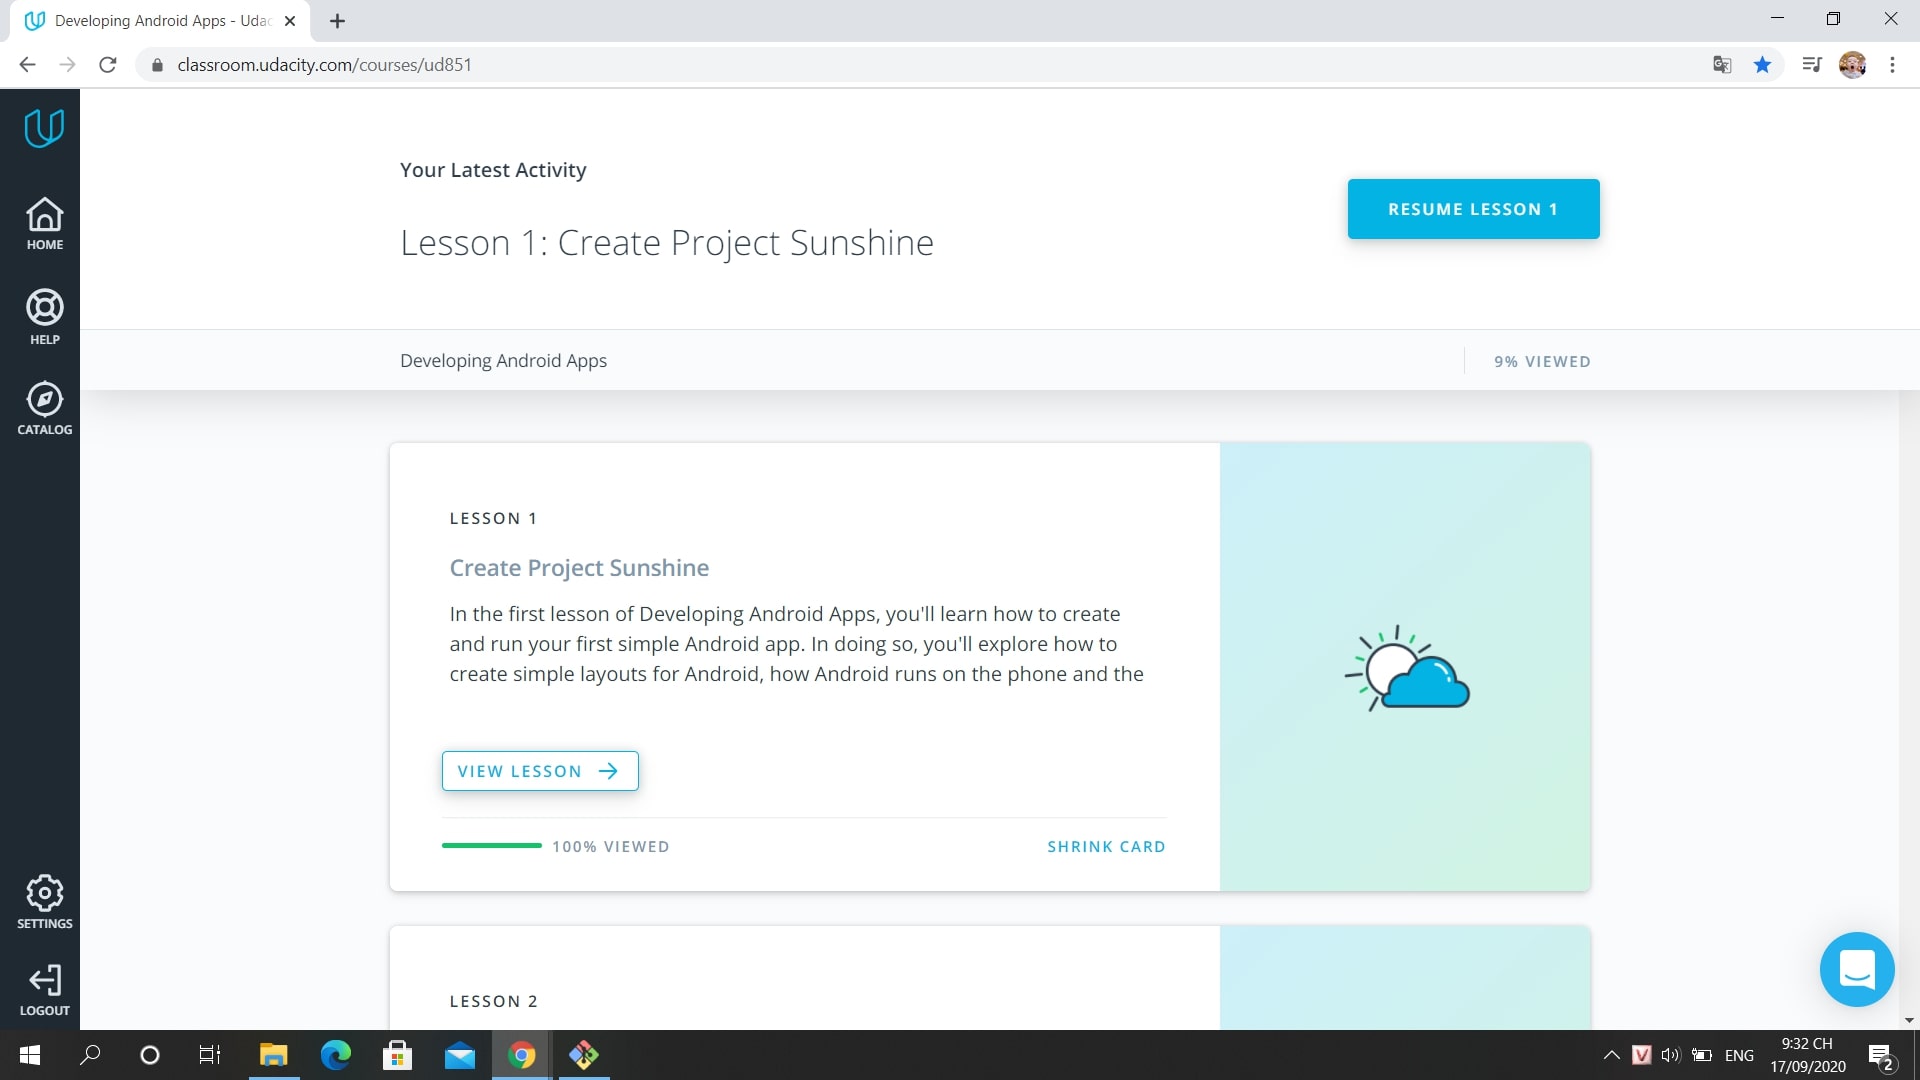 Developing Android Apps - Udac
classroom.udacity.com/courses/ud851
HOME
HELP
CATALOG
SETTINGS
LOGOUT
Your Latest Activity
Lesson 1: Create Project Sunshine
RESUME LESSON 1
Developing Android Apps
9% VIEWED
LESSON 1
Create Project Sunshine
In the first lesson of Developing Android Apps, you'll learn how to create
and run your first simple Android app. In doing so, you'll explore how to
create simple layouts for Android, how Android runs on the phone and the
VIEW LESSON
100% VIEWED
SHRINK CARD
LESSON 2
V
ENG
9:32 CH
17/09/2020
2